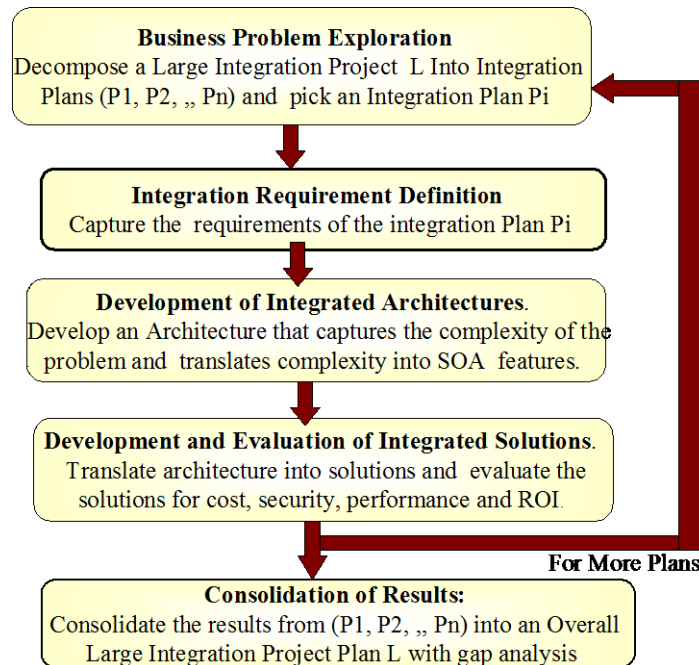 Business Problem Exploration
Decompose a Large Integration Project L Into Integration
Plans (P1, P2, ,, Pn) and pick an Integration Plan Pi
Integration Requirement Definition
Capture the requirements of the integration Plan Pi
Development of Integrated Architectures.
Develop an Architecture that captures the complexity of the
problem and translates complexity into SOA features.
Development and Evaluation of Integrated Solutions.
Translate architecture into solutions and evaluate the
solutions for cost, security, performance and ROI.
For More Plans
Consolidation of Results:
Consolidate the results from (P1, P2, ,, Pn) into an Overall
Large Integration Project Plan L with gap analysis